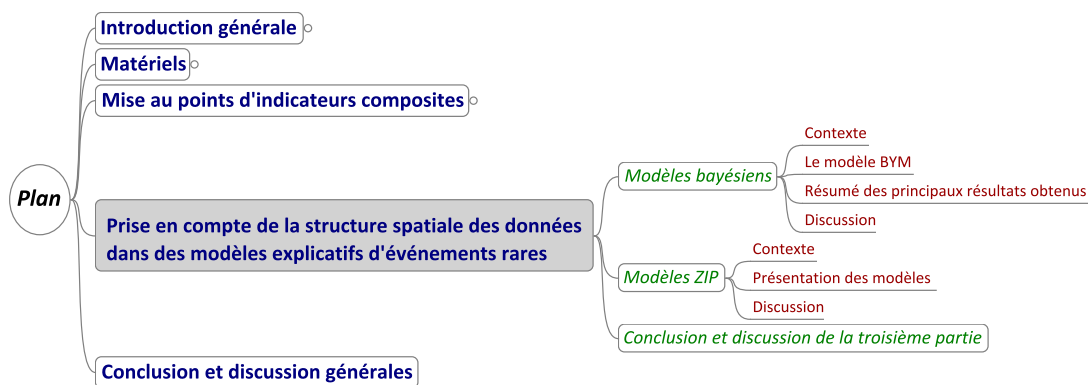 Plan
Introduction générale
Matériels
Mise au points d'indicateurs composites
Prise en compte de la structure spatiale des données
dans des modèles explicatifs d'événements rares
Modèles bayésiens
Contexte
Le modèle BYM
Résumé des principaux résultats obtenus
Discussion
Modèles ZIP
Contexte
Présentation des modèles
Discussion
Conclusion et discussion de la troisième partie
Conclusion et discussion générales